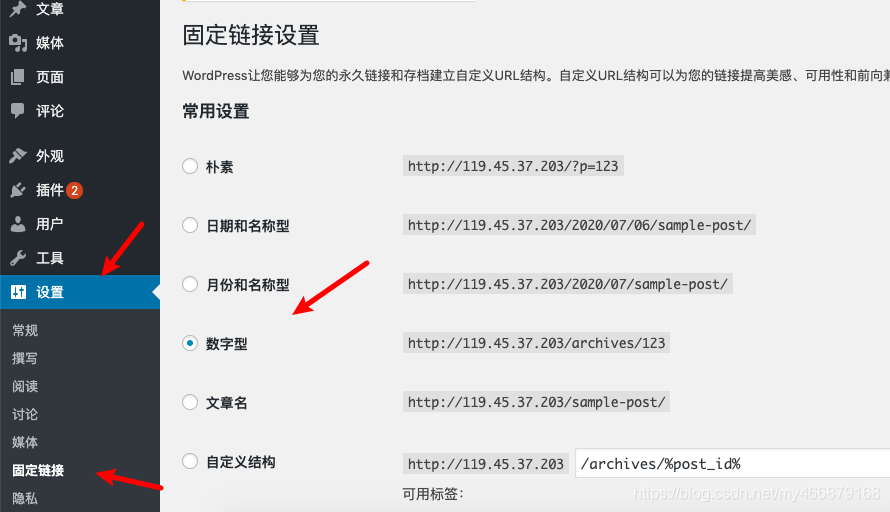 文章
媒体
页面
评论
外观
插件 2
用户
工具
设置
常规
撰写
阅读
讨论
媒体
固定链接
隐私
固定链接设置
WordPress让您能够为您的永久链接和存档建立自定义URL结构。自定义URL结构可以为您的链接提高美感、可用性和前向兼
常用设置
朴素 http://119.45.37.203/?p=123
日期和名称型 http://119.45.37.203/2020/07/06/sample-post/
月份和名称型 http://119.45.37.203/2020/07/sample-post/
数字型 http://119.45.37.203/archives/123
文章名 http://119.45.37.203/sample-post/
自定义结构 http://119.45.37.203 /archives/%post_id%
可用标签:
https://blog.csdn.net/my466879168